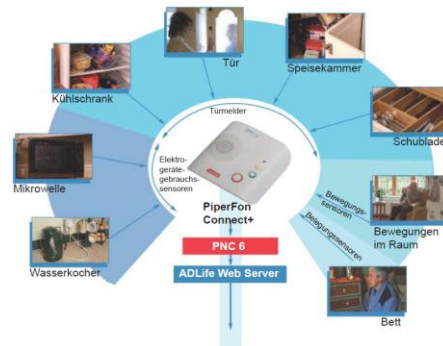 Tür
Speisekammer
Kühlschrank
Türmelder
Schublade
Elektro-
geräte-
gebrauchs-
sensoren
Mikrowelle
PiperFon
Connect+
Bewegungs-
sensoren
Bewegungen
im Raum
Belegungssensoren
PNC 6
Wasserkocher
ADLife Web Server
Bett